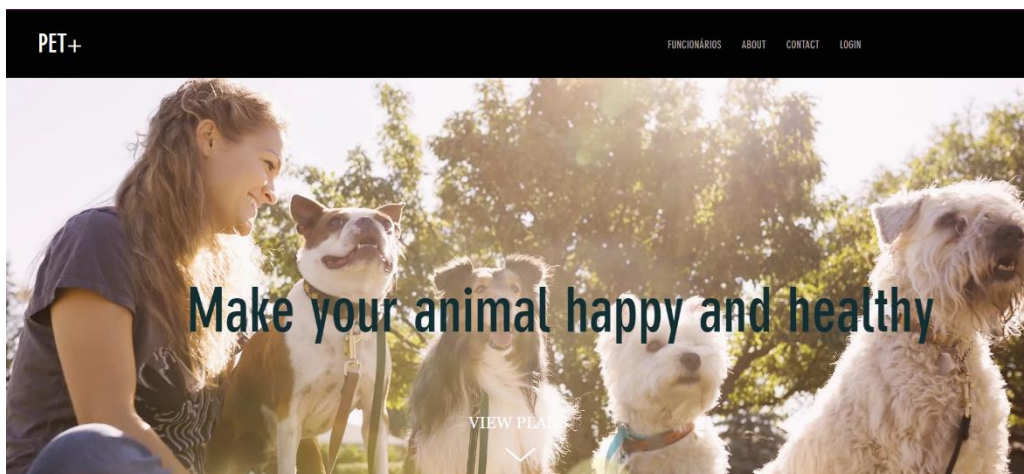 PET+
FUNCIONÁRIOS ABOUT CONTACT LOGIN
Make your animal happy and healthy
VIEW PLANS